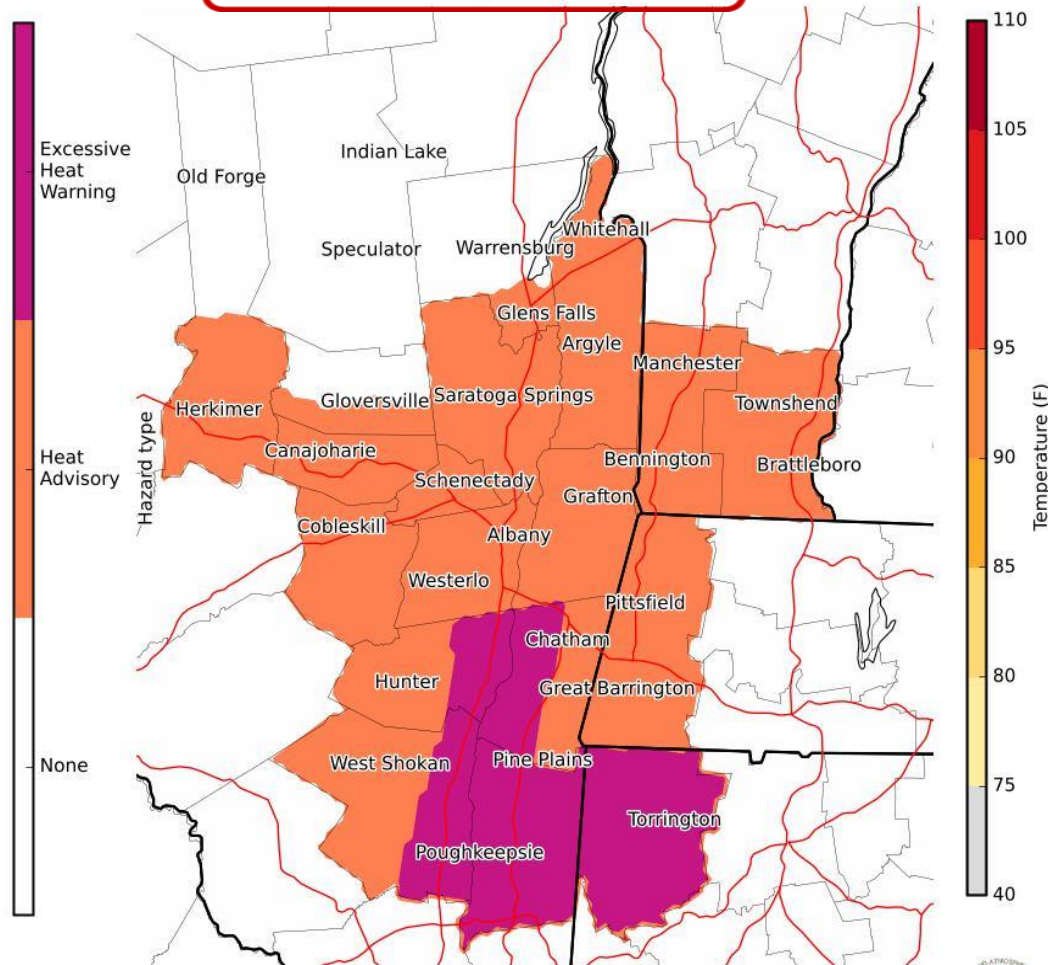 Excessive
Heat
Warning
Heat
Advisory
None
Hazard type
Old Forge
Indian Lake
Speculator
Warrensburg
Whitehall
Glens Falls
Argyle
Manchester
Herkimer
Gloversville
Saratoga Springs
Townshend
Canajoharie
Schenectady
Bennington
Brattleboro
Grafton
Cobleskill
Albany
Westerlo
Pittsfield
Chatham
Hunter
Great Barrington
West Shokan
Pine Plains
Torrington
Poughkeepsie
110
105
100
95
90
85
80
75
40
Temperature (F)